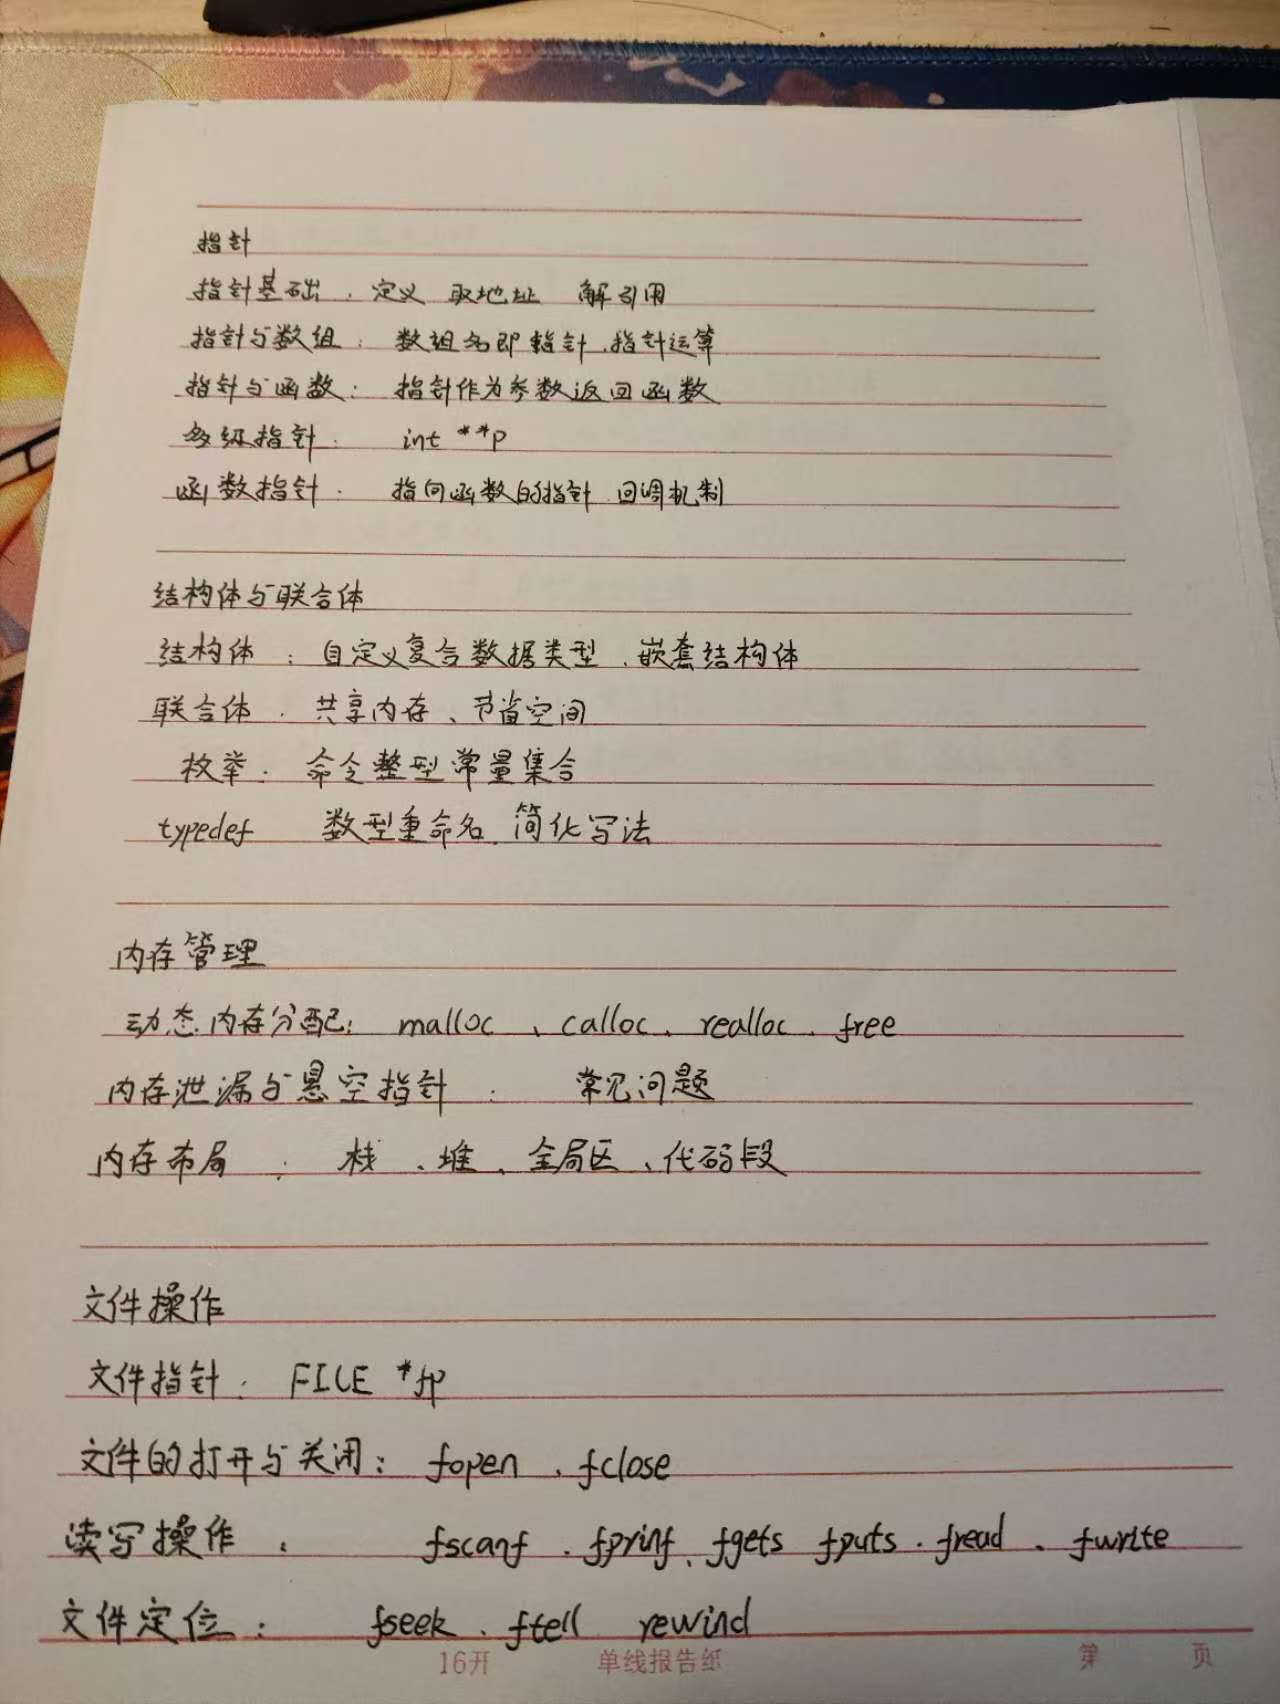 指针
指针基础：定义 取地址 解引用
指针与数组：数组名即指针、指针运算
指针与函数：指针作为参数返回函数
多级指针： int **p
函数指针： 指向函数的指针 回调机制
结构体与联合体
结构体：自定义复合数据类型、嵌套结构体
联合体：共享内存、节省空间
枚举：命令整型常量集合
typedef 数型重命名、简化写法
内存管理
动态内存分配：malloc、calloc、realloc、free
内存泄漏与悬空指针：常见问题
内存布局：栈、堆、全局区、代码段
文件操作
文件指针：FILE *fp
文件的打开与关闭：fopen、fclose
读写操作：fscanf、fprinf、fgets fputs、fread、fwrite
文件定位：fseek、ftell rewind
16开 单线报告纸 第 页